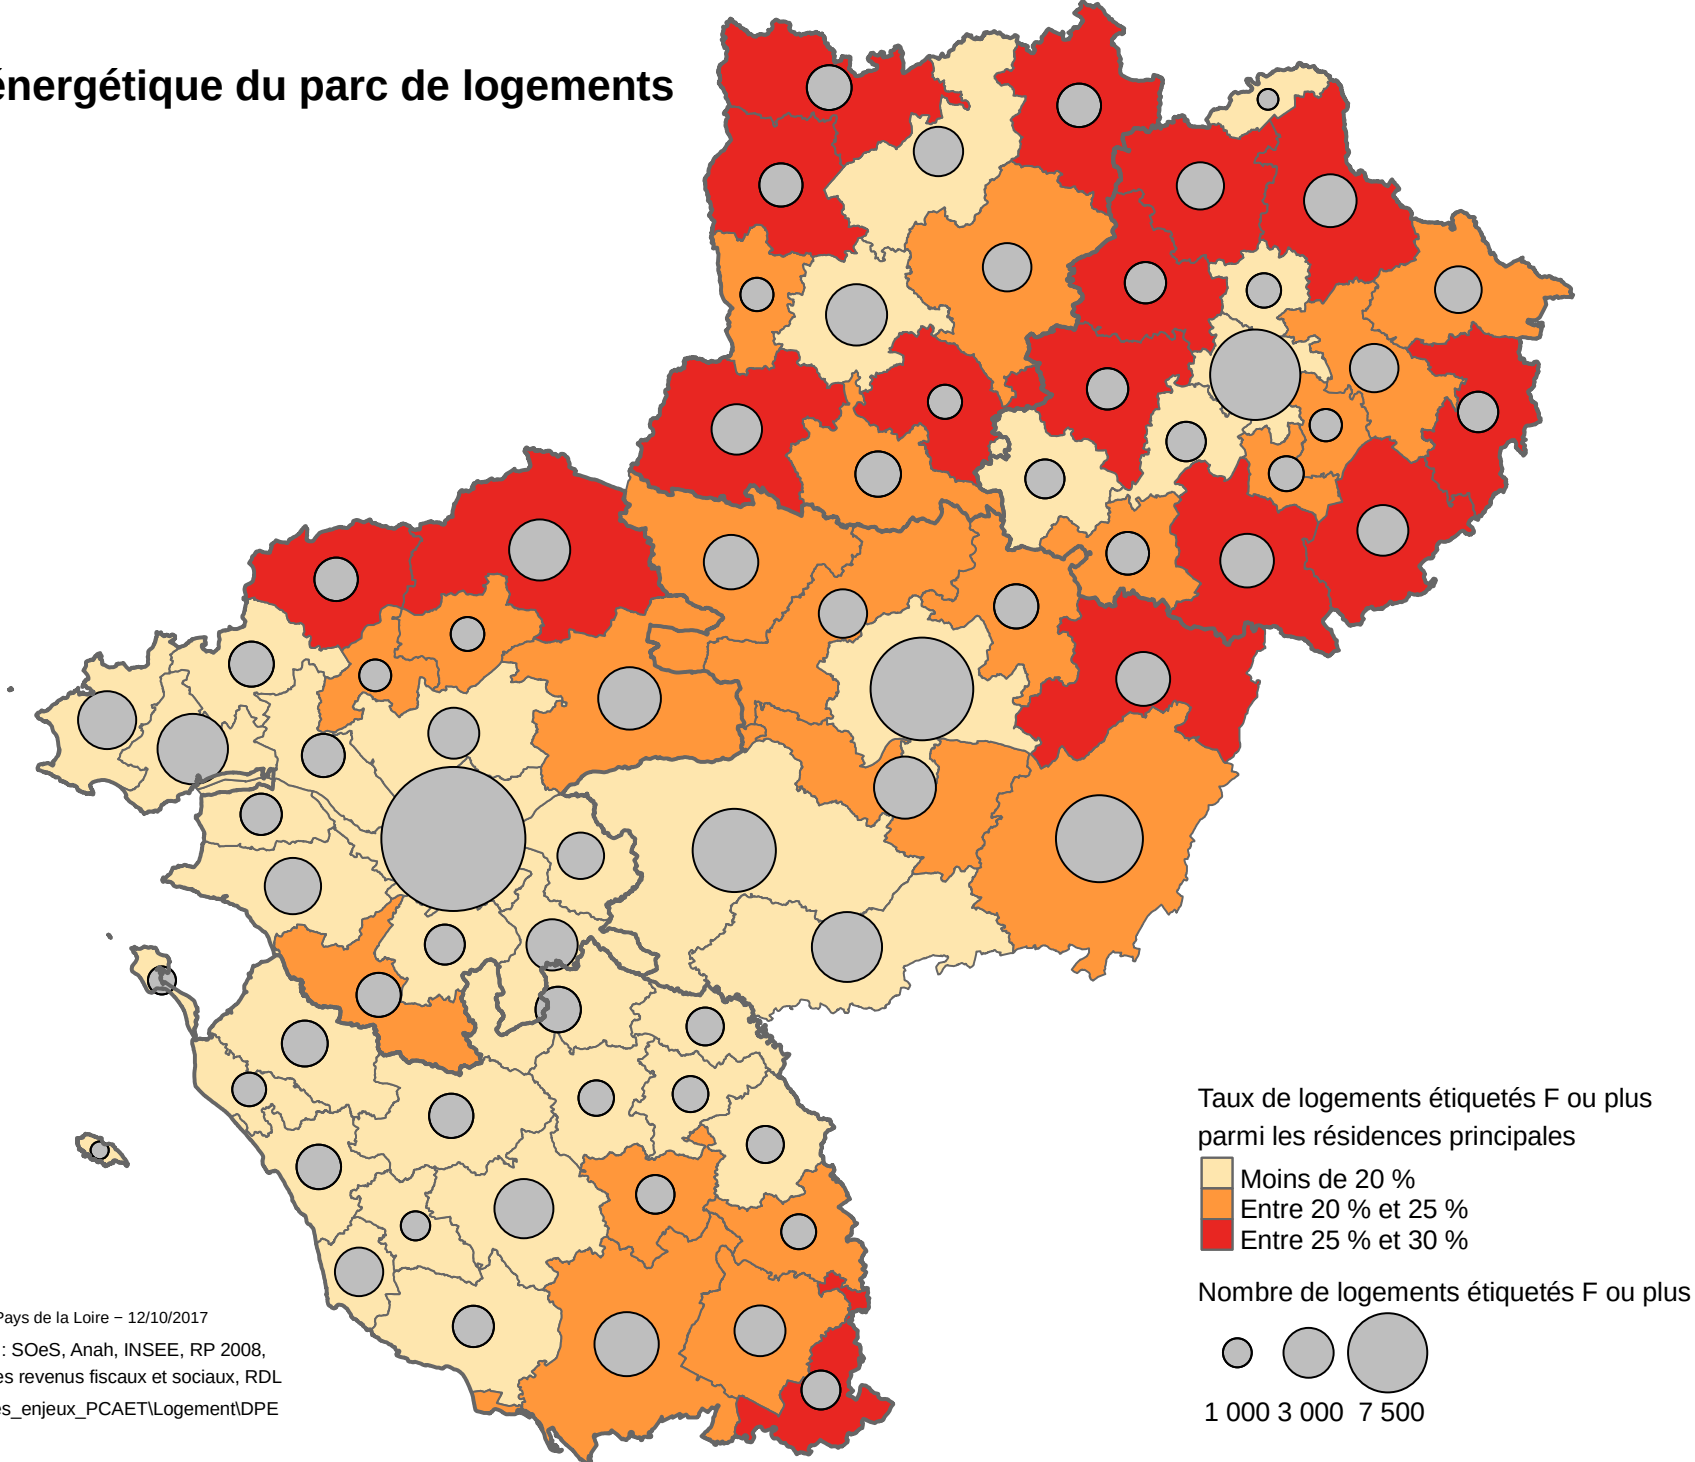 énergétique du parc de logements
Taux de logements étiquetés F ou plus
parmi les résidences principales
Moins de 20 %
Entre 20 % et 25 %
Entre 25 % et 30 %
Nombre de logements étiquetés F ou plus
1 000 3 000 7 500
Pays de la Loire − 12/10/2017
: SOeS, Anah, INSEE, RP 2008,
es revenus fiscaux et sociaux, RDL
es_enjeux_PCAET\Logement\DPE